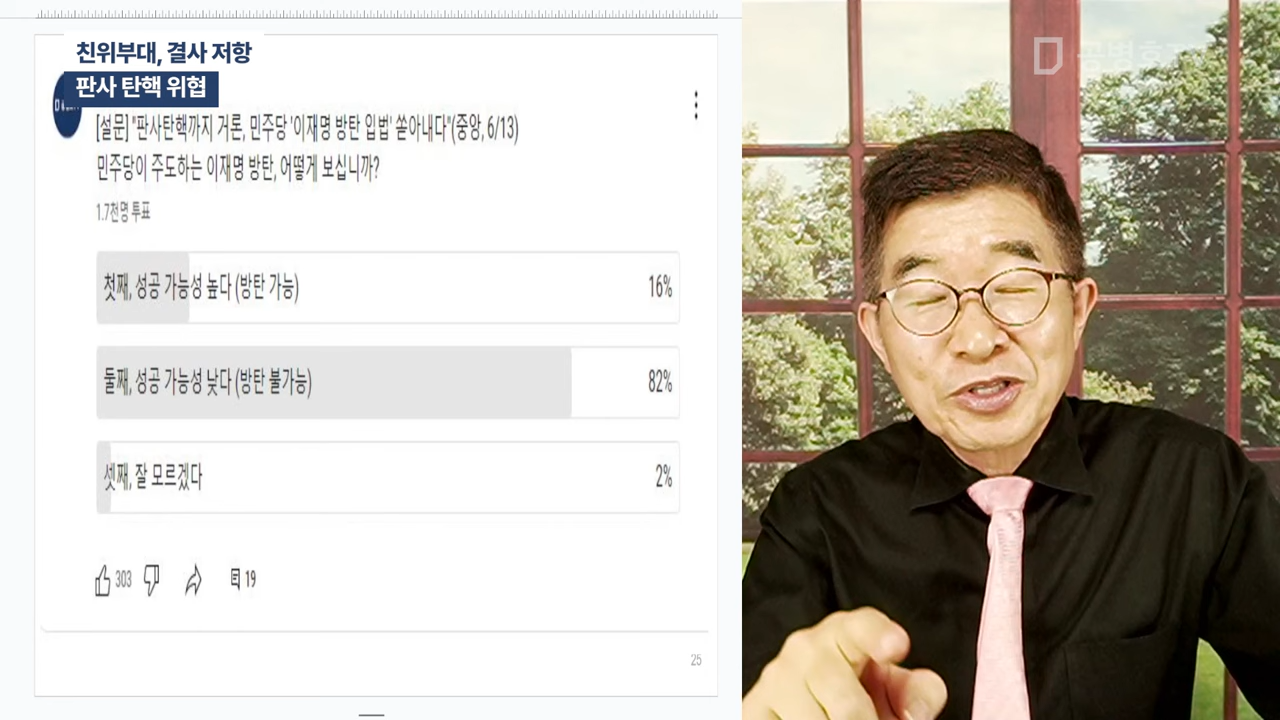 친위부대, 결사 저항
판사 탄핵 위협
[설문] "판사탄핵까지 거론, 민주당 '이재명 방탄 입법' 쏟아내다"(중앙, 6/13)
민주당이 주도하는 이재명 방탄, 어떻게 보십니까?
1.7천명 투표
첫째, 성공 가능성 높다 (방탄 가능) 16%
둘째, 성공 가능성 낮다 (방탄 불가능) 82%
셋째, 잘 모르겠다 2%
303 19
25
공병호